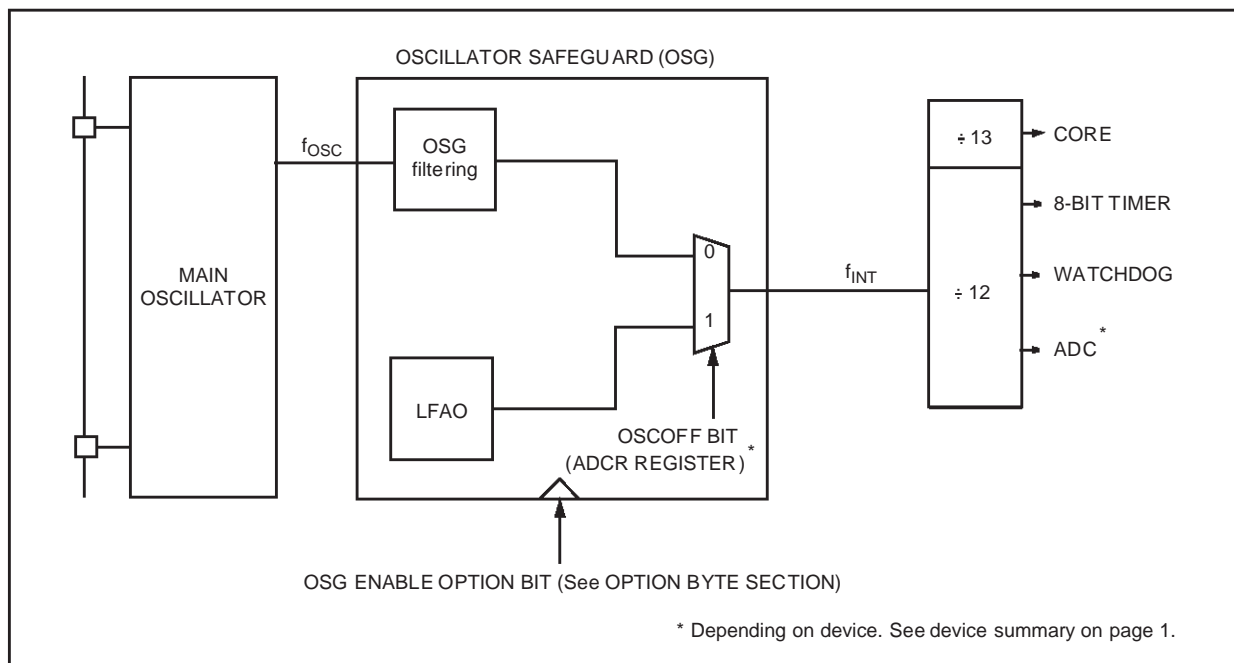 OSCILLATOR SAFEGUARD (OSG)
MAIN
OSCILLATOR
fOSC
OSG
filtering
0
1
LFAO
OSCOFF BIT
(ADCR REGISTER) *
fINT
÷ 13
÷ 12
CORE
8-BIT TIMER
WATCHDOG
ADC *
OSG ENABLE OPTION BIT (See OPTION BYTE SECTION)
* Depending on device. See device summary on page 1.